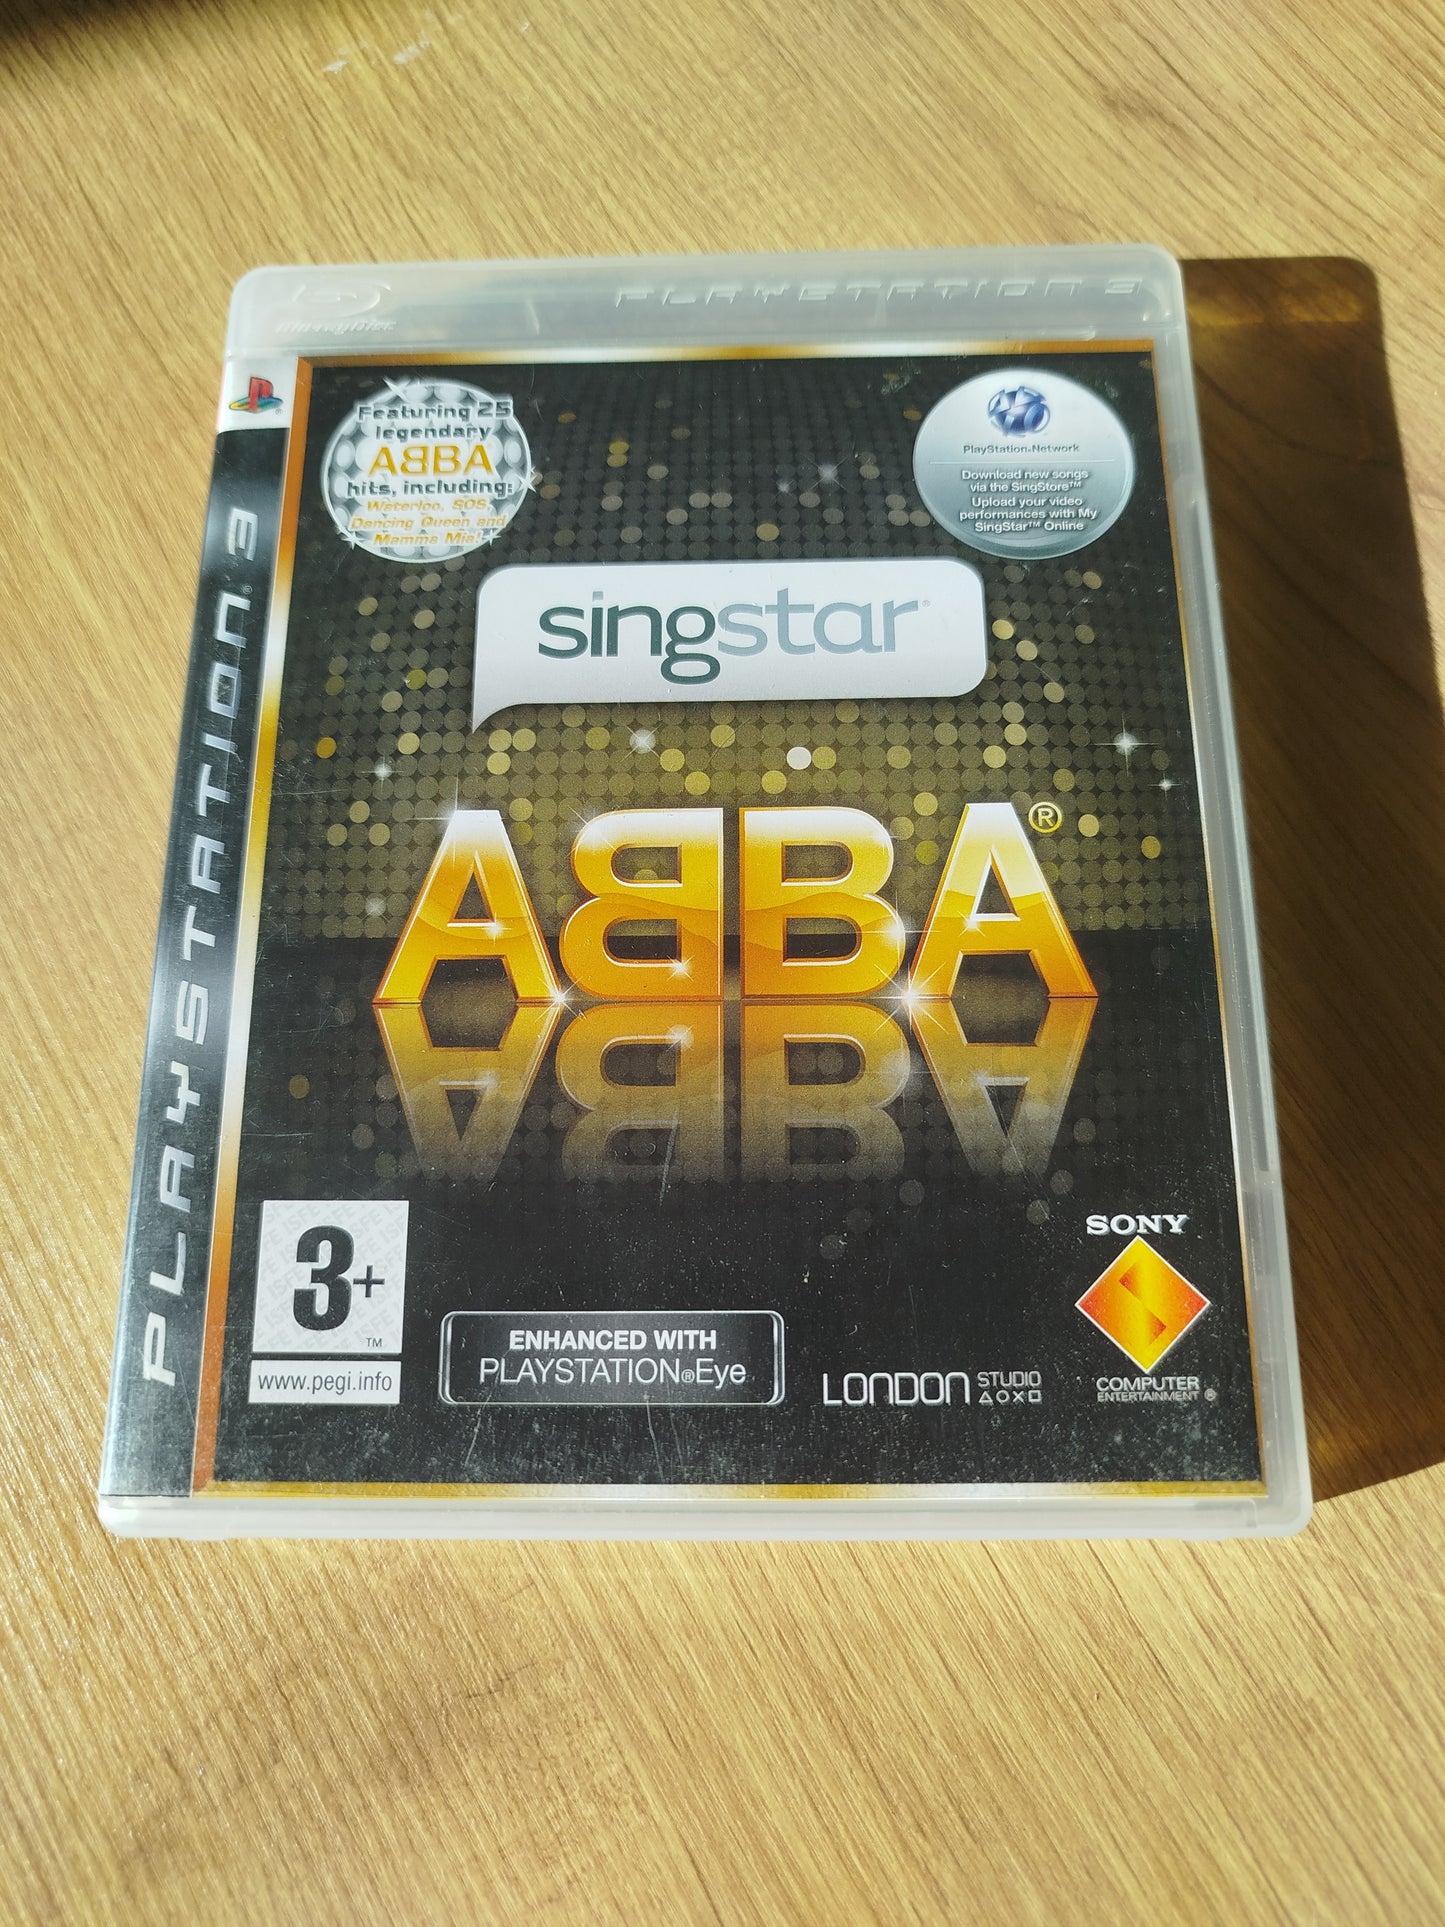 Blu-ray Disc
PLAYSTATION 3
PLAYSTATION®3
Featuring 25
legendary
ABBA
hits, including:
Waterloo, SOS,
Dancing Queen and
Mamma Mia!
PlayStation®Network
Download new songs
via the SingStore™
Upload your video
performances with My
SingStar™ Online
singstar®
ABBA®
3+
™
www.pegi.info
ENHANCED WITH
PLAYSTATION®Eye
LONDON STUDIO
SONY
COMPUTER
ENTERTAINMENT®